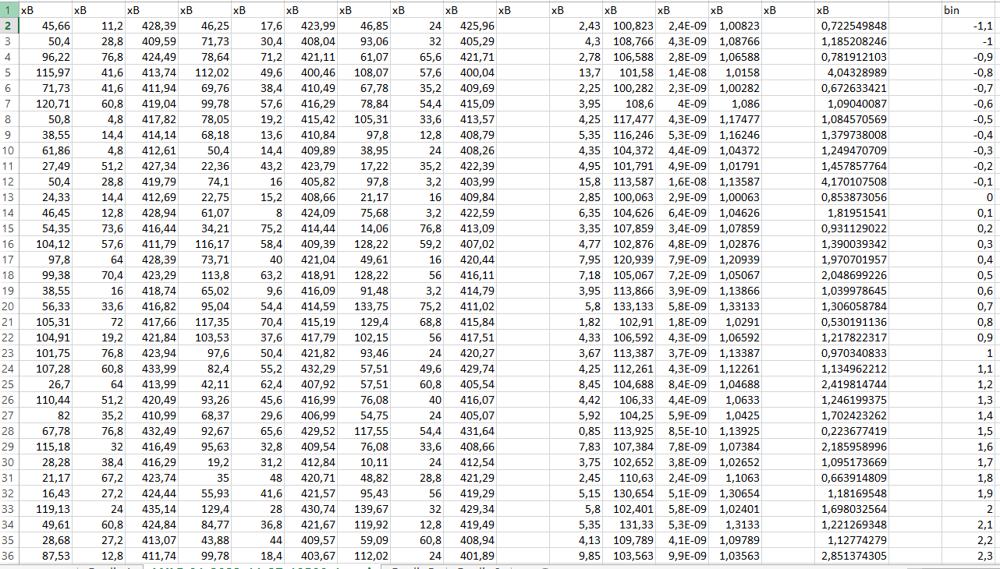 1 xB xB xB xB xB xB xB xB xB xB xB xB xB xB xB xB bin
2 45,66 11,2 428,39 46,25 17,6 423,99 46,85 24 425,96 2,43 100,823 2,4E-09 1,00823 0,722549848 -1,1
3 50,4 28,8 409,59 71,73 30,4 408,04 93,06 32 405,29 4,3 108,766 4,3E-09 1,08766 1,185208246 -1
4 96,22 76,8 424,49 78,64 71,2 421,11 61,07 65,6 421,71 2,78 106,588 2,8E-09 1,06588 0,781912103 -0,9
5 115,97 41,6 413,74 112,02 49,6 400,46 108,07 57,6 400,04 13,7 101,58 1,4E-08 1,0158 4,04328989 -0,8
6 71,73 41,6 411,94 69,76 38,4 410,49 67,78 35,2 409,69 2,25 100,282 2,3E-09 1,00282 0,672633421 -0,7
7 120,71 60,8 419,04 99,78 57,6 416,29 78,84 54,4 415,09 3,95 108,6 4E-09 1,086 1,09040087 -0,6
8 50,8 4,8 417,82 78,05 19,2 415,42 105,31 33,6 413,57 4,25 117,477 4,3E-09 1,17477 1,084570569 -0,5
9 38,55 14,4 414,14 68,18 13,6 410,84 97,8 12,8 408,79 5,35 116,246 5,3E-09 1,16246 1,379738008 -0,4
10 61,86 4,8 412,61 50,4 14,4 409,89 38,95 24 408,26 4,35 104,372 4,4E-09 1,04372 1,249470709 -0,3
11 27,49 51,2 427,34 22,36 43,2 423,79 17,22 35,2 422,39 4,95 101,791 4,9E-09 1,01791 1,457857764 -0,2
12 50,4 28,8 419,79 74,1 16 405,82 97,8 3,2 403,99 15,8 113,587 1,6E-08 1,13587 4,170107508 -0,1
13 24,33 14,4 412,69 22,75 15,2 408,66 21,17 16 409,84 2,85 100,063 2,9E-09 1,00063 0,853873056 0
14 46,45 12,8 428,94 61,07 8 424,09 75,68 3,2 422,59 6,35 104,626 6,4E-09 1,04626 1,81951541 0,1
15 54,35 73,6 416,44 34,21 75,2 414,44 14,06 76,8 413,09 3,35 107,859 3,4E-09 1,07859 0,931129022 0,2
16 104,12 57,6 411,79 116,17 58,4 409,39 128,22 59,2 407,02 4,77 102,876 4,8E-09 1,02876 1,390039342 0,3
17 97,8 64 428,39 73,71 40 421,04 49,61 16 420,44 7,95 120,939 7,9E-09 1,20939 1,970701957 0,4
18 99,38 70,4 423,29 113,8 63,2 418,91 128,22 56 416,11 7,18 105,067 7,2E-09 1,05067 2,048699226 0,5
19 38,55 16 418,74 65,02 9,6 416,09 91,48 3,2 414,79 3,95 113,866 3,9E-09 1,13866 1,039978645 0,6
20 56,33 33,6 416,82 95,04 54,4 414,59 133,75 75,2 411,02 5,8 133,133 5,8E-09 1,33133 1,306058784 0,7
21 105,31 72 417,66 117,35 70,4 415,19 129,4 68,8 415,84 1,82 102,91 1,8E-09 1,0291 0,530191136 0,8
22 104,91 19,2 421,84 103,53 37,6 417,79 102,15 56 417,51 4,33 106,592 4,3E-09 1,06592 1,217822317 0,9
23 101,75 76,8 423,94 97,6 50,4 421,82 93,46 24 420,27 3,67 113,387 3,7E-09 1,13387 0,970340833 1
24 107,28 60,8 433,99 82,4 55,2 432,29 57,51 49,6 429,74 4,25 112,261 4,3E-09 1,12261 1,134962212 1,1
25 26,7 64 413,99 42,11 62,4 407,92 57,51 60,8 405,54 8,45 104,688 8,4E-09 1,04688 2,419814744 1,2
26 110,44 51,2 420,49 93,26 45,6 416,99 76,08 40 416,07 4,42 106,33 4,4E-09 1,0633 1,246199375 1,3
27 82 35,2 410,99 68,37 29,6 406,99 54,75 24 405,07 5,92 104,25 5,9E-09 1,0425 1,702423262 1,4
28 67,78 76,8 432,49 92,67 65,6 429,52 117,55 54,4 431,64 0,85 113,925 8,5E-10 1,13925 0,223677419 1,5
29 115,18 32 416,49 95,63 32,8 409,54 76,08 33,6 408,66 7,83 107,384 7,8E-09 1,07384 2,185958996 1,6
30 28,28 38,4 416,29 19,2 31,2 412,84 10,11 24 412,54 3,75 102,652 3,8E-09 1,02652 1,095173669 1,7
31 21,17 67,2 423,74 35 48 420,71 48,82 28,8 421,29 2,45 110,63 2,4E-09 1,1063 0,663914809 1,8
32 16,43 27,2 424,44 55,93 41,6 421,57 95,43 56 419,29 5,15 130,654 5,1E-09 1,30654 1,18169548 1,9
33 119,13 24 435,14 129,4 28 430,74 139,67 32 429,34 5,8 102,401 5,8E-09 1,02401 1,698032564 2
34 49,61 60,8 424,84 84,77 36,8 421,67 119,92 12,8 419,49 5,35 131,33 5,3E-09 1,3133 1,221269348 2,1
35 28,68 27,2 413,07 43,88 44 409,57 59,09 60,8 408,94 4,13 109,789 4,1E-09 1,09789 1,12774279 2,2
36 87,53 12,8 411,74 99,78 18,4 403,67 112,02 24 401,89 9,85 103,563 9,9E-09 1,03563 2,851374305 2,3